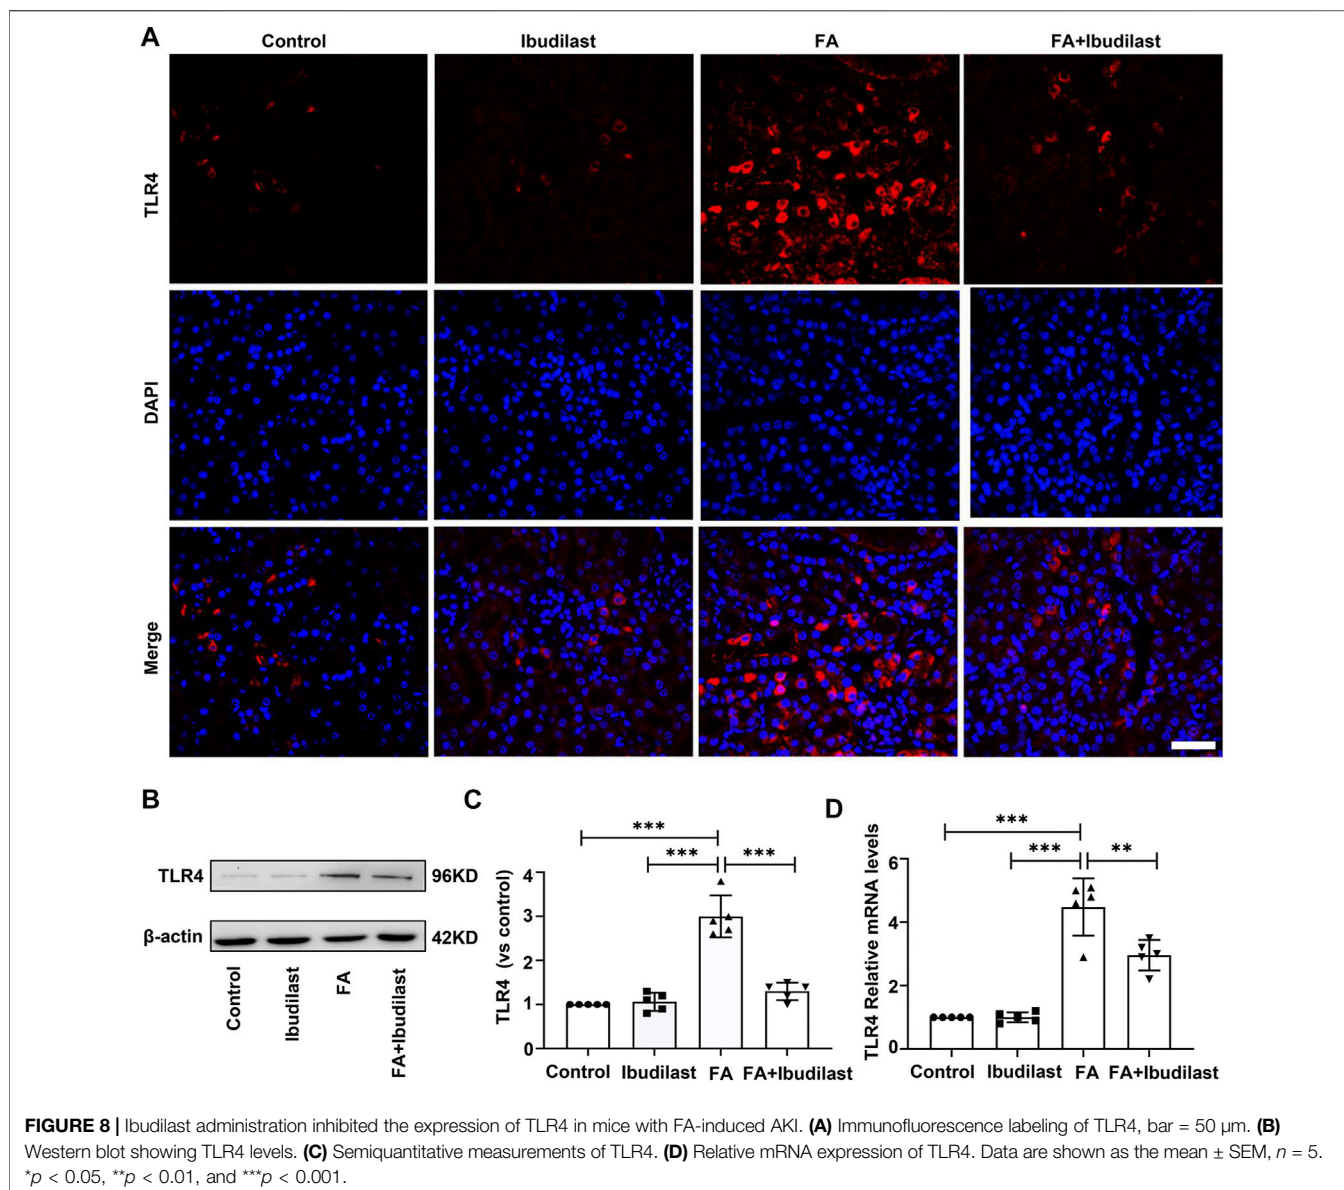 A
Control
Ibudilast
FA
FA+Ibudilast
TLR4
DAPI
Merge
B
TLR4
96KD
β-actin
42KD
Control
Ibudilast
FA
FA+Ibudilast
C
***
***
***
TLR4 (vs control)
4
3
2
1
0
Control
Ibudilast
FA
FA+Ibudilast
D
***
***
**
TLR4 Relative mRNA levels
6
4
2
0
Control
Ibudilast
FA
FA+Ibudilast
FIGURE 8 | Ibudilast administration inhibited the expression of TLR4 in mice with FA-induced AKI. (A) Immunofluorescence labeling of TLR4, bar = 50 μm. (B)
Western blot showing TLR4 levels. (C) Semiquantitative measurements of TLR4. (D) Relative mRNA expression of TLR4. Data are shown as the mean ± SEM, n = 5.
*p < 0.05, **p < 0.01, and ***p < 0.001.